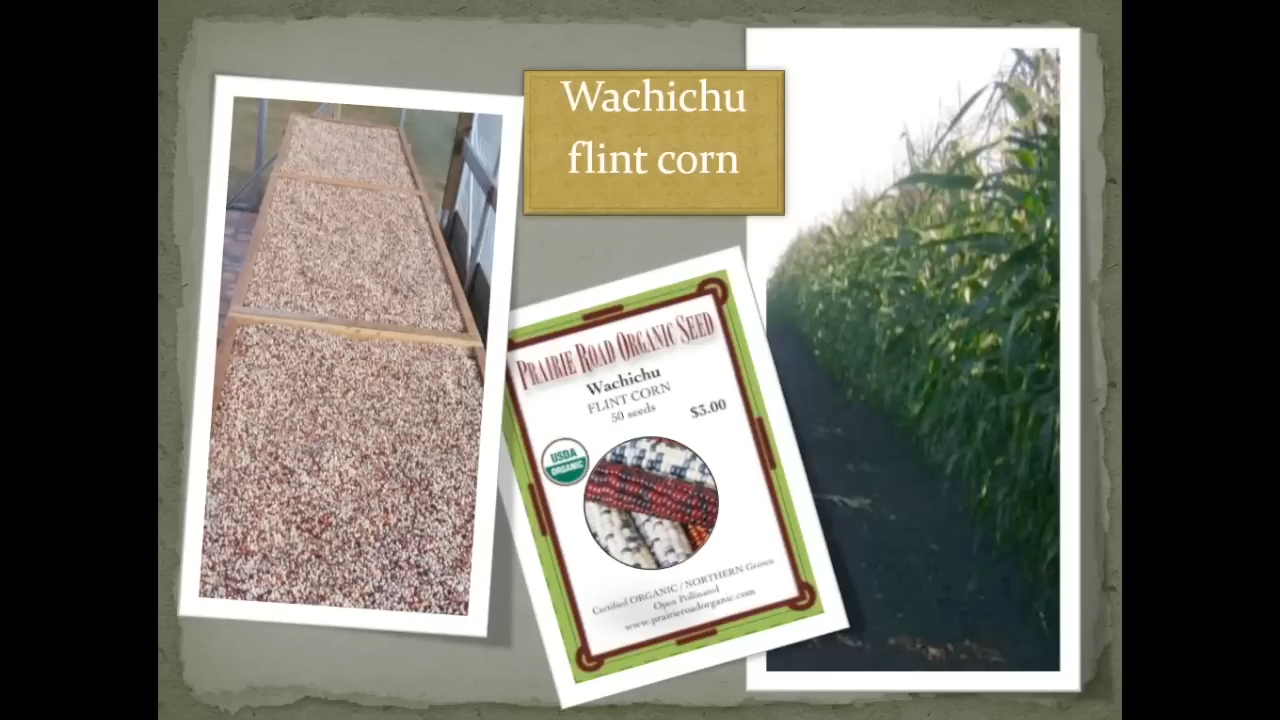 Wachichu
flint corn
PRAIRIE ROAD ORGANIC SEED
Wachichu
FLINT CORN
50 seeds
$3.00
USDA
ORGANIC
Certified ORGANIC / NORTHERN Grown
Open Pollinated
www.prairieroadorganic.com